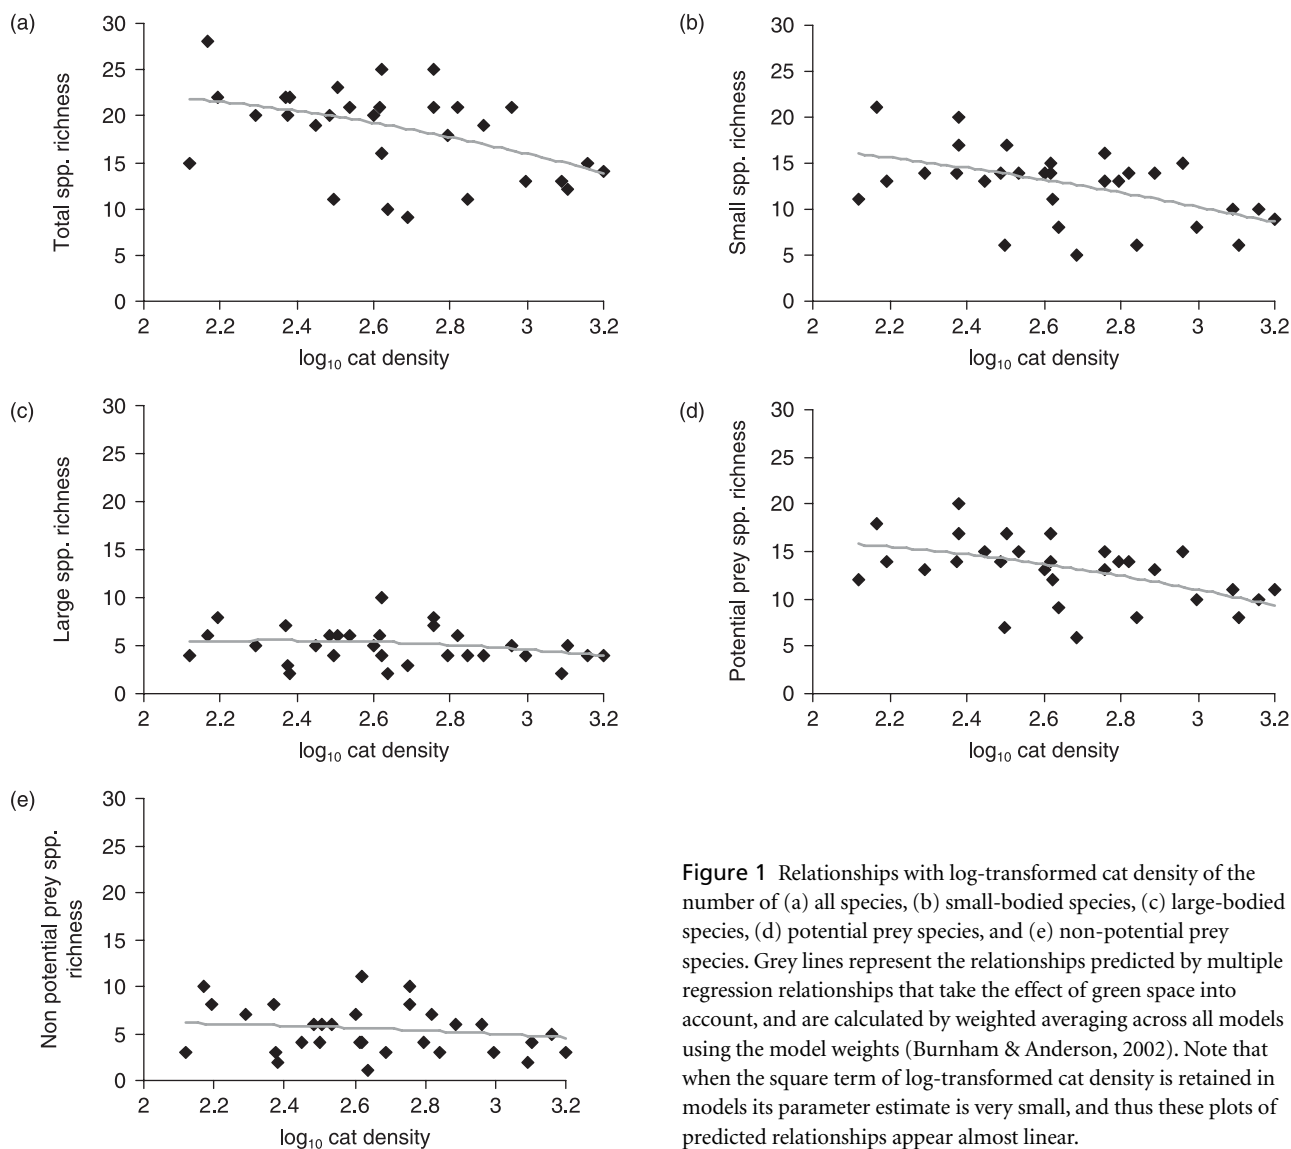 (a)
30
25
20
15
10
5
0
Total spp. richness
2 2.2 2.4 2.6 2.8 3 3.2
log₁₀ cat density
(b)
30
25
20
15
10
5
0
Small spp. richness
2 2.2 2.4 2.6 2.8 3 3.2
log₁₀ cat density
(c)
30
25
20
15
10
5
0
Large spp. richness
2 2.2 2.4 2.6 2.8 3 3.2
log₁₀ cat density
(d)
30
25
20
15
10
5
0
Potential prey spp. richness
2 2.2 2.4 2.6 2.8 3 3.2
log₁₀ cat density
(e)
30
25
20
15
10
5
0
Non potential prey spp.
richness
2 2.2 2.4 2.6 2.8 3 3.2
log₁₀ cat density
Figure 1 Relationships with log-transformed cat density of the
number of (a) all species, (b) small-bodied species, (c) large-bodied
species, (d) potential prey species, and (e) non-potential prey
species. Grey lines represent the relationships predicted by multiple
regression relationships that take the effect of green space into
account, and are calculated by weighted averaging across all models
using the model weights (Burnham & Anderson, 2002). Note that
when the square term of log-transformed cat density is retained in
models its parameter estimate is very small, and thus these plots of
predicted relationships appear almost linear.